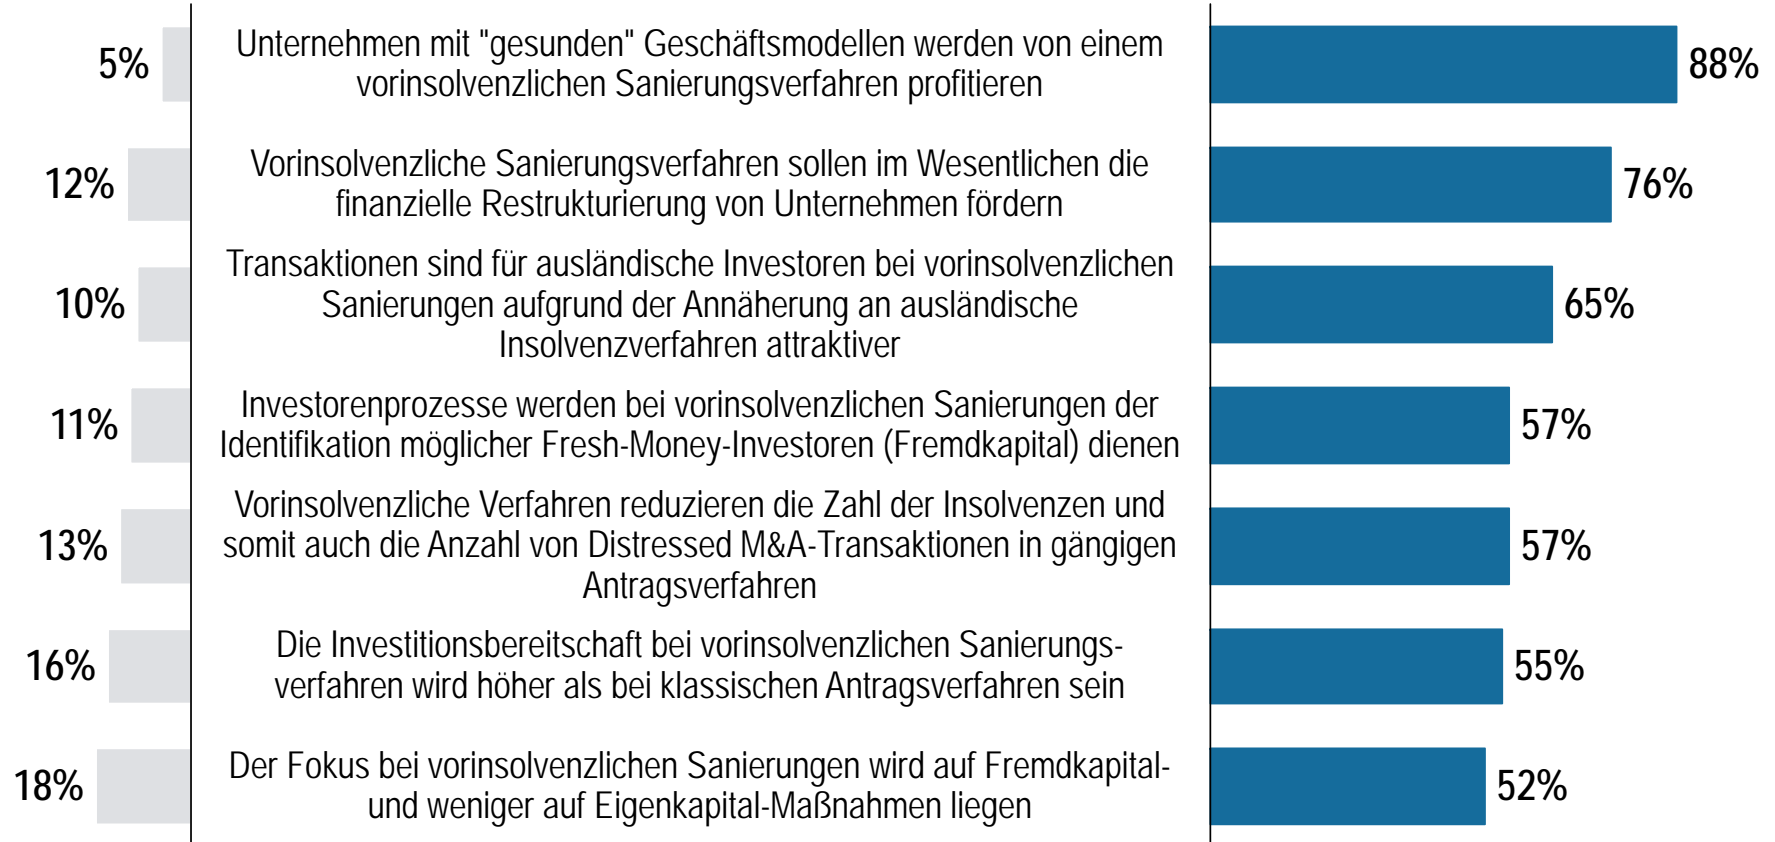 5%
Unternehmen mit "gesunden" Geschäftsmodellen werden von einem
vorinsolvenzlichen Sanierungsverfahren profitieren
88%
12%
Vorinsolvenzliche Sanierungsverfahren sollen im Wesentlichen die
finanzielle Restrukturierung von Unternehmen fördern
76%
10%
Transaktionen sind für ausländische Investoren bei vorinsolvenzlichen
Sanierungen aufgrund der Annäherung an ausländische
Insolvenzverfahren attraktiver
65%
11%
Investorenprozesse werden bei vorinsolvenzlichen Sanierungen der
Identifikation möglicher Fresh-Money-Investoren (Fremdkapital) dienen
57%
13%
Vorinsolvenzliche Verfahren reduzieren die Zahl der Insolvenzen und
somit auch die Anzahl von Distressed M&A-Transaktionen in gängigen
Antragsverfahren
57%
16%
Die Investitionsbereitschaft bei vorinsolvenzlichen Sanierungs-
verfahren wird höher als bei klassischen Antragsverfahren sein
55%
18%
Der Fokus bei vorinsolvenzlichen Sanierungen wird auf Fremdkapital-
und weniger auf Eigenkapital-Maßnahmen liegen
52%